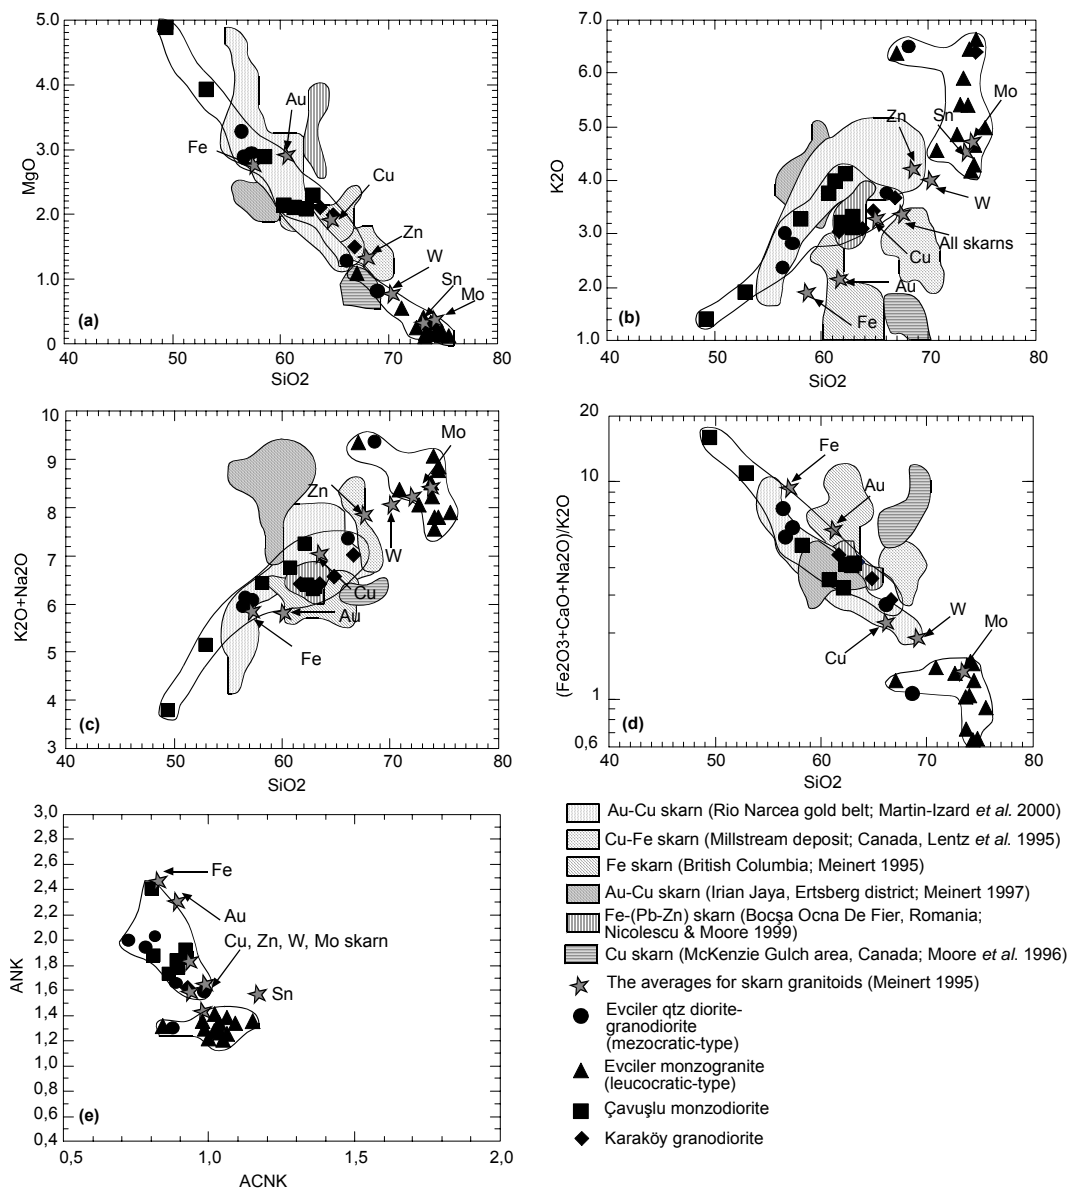 5.0
4.0
3.0
2.0
1.0
0
MgO
Au
Fe
Cu
Zn
W
Sn
Mo
(a)
40 50 60 70 80
SiO2
7.0
6.0
5.0
4.0
3.0
2.0
1.0
K2O
Zn
Sn
Mo
W
All skarns
Cu
Au
Fe
(b)
40 50 60 70 80
SiO2
10
9
8
7
6
5
4
3
K2O+Na2O
Mo
Zn
W
Cu
Au
Fe
(c)
40 50 60 70 80
SiO2
20
10
1
0,6
(Fe2O3+CaO+Na2O)/K2O
Fe
Au
W
Cu
Mo
(d)
40 50 60 70 80
SiO2
3,0
2,8
2,6
2,4
2,2
2,0
1,8
1,6
1,4
1,2
1,0
0,8
0,6
0,4
ANK
Fe
Au
Cu, Zn, W, Mo skarn
Sn
(e)
0,5 1,0 1,5 2,0
ACNK
Au-Cu skarn (Rio Narcea gold belt; Martin-Izard et al. 2000)
Cu-Fe skarn (Millstream deposit; Canada, Lentz et al. 1995)
Fe skarn (British Columbia; Meinert 1995)
Au-Cu skarn (Irian Jaya, Ertsberg district; Meinert 1997)
Fe-(Pb-Zn) skarn (Bocşa Ocna De Fier, Romania;
Nicolescu & Moore 1999)
Cu skarn (McKenzie Gulch area, Canada; Moore et al. 1996)
The averages for skarn granitoids (Meinert 1995)
Evciler qtz diorite-
granodiorite
(mezocratic-type)
Evciler monzogranite
(leucocratic-type)
Çavuşlu monzodiorite
Karaköy granodiorite